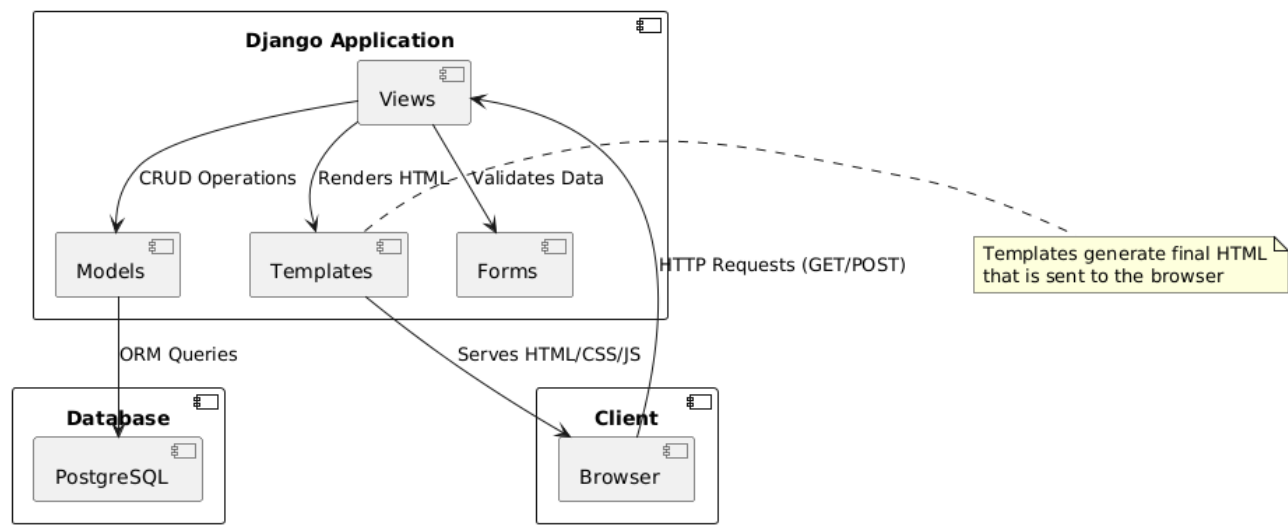 Django Application
Views
CRUD Operations
Renders HTML
Validates Data
Models
Templates
Forms
HTTP Requests (GET/POST)
Templates generate final HTML
that is sent to the browser
ORM Queries
Serves HTML/CSS/JS
Database
Client
PostgreSQL
Browser